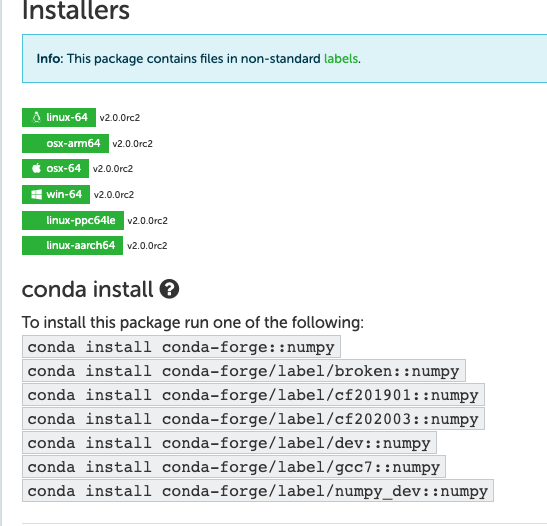 Installers
Info: This package contains files in non-standard labels.
linux-64 v2.0.0rc2
osx-arm64 v2.0.0rc2
osx-64 v2.0.0rc2
win-64 v2.0.0rc2
linux-ppc64le v2.0.0rc2
linux-aarch64 v2.0.0rc2
conda install ?
To install this package run one of the following:
conda install conda-forge::numpy
conda install conda-forge/label/broken::numpy
conda install conda-forge/label/cf201901::numpy
conda install conda-forge/label/cf202003::numpy
conda install conda-forge/label/dev::numpy
conda install conda-forge/label/gcc7::numpy
conda install conda-forge/label/numpy_dev::numpy